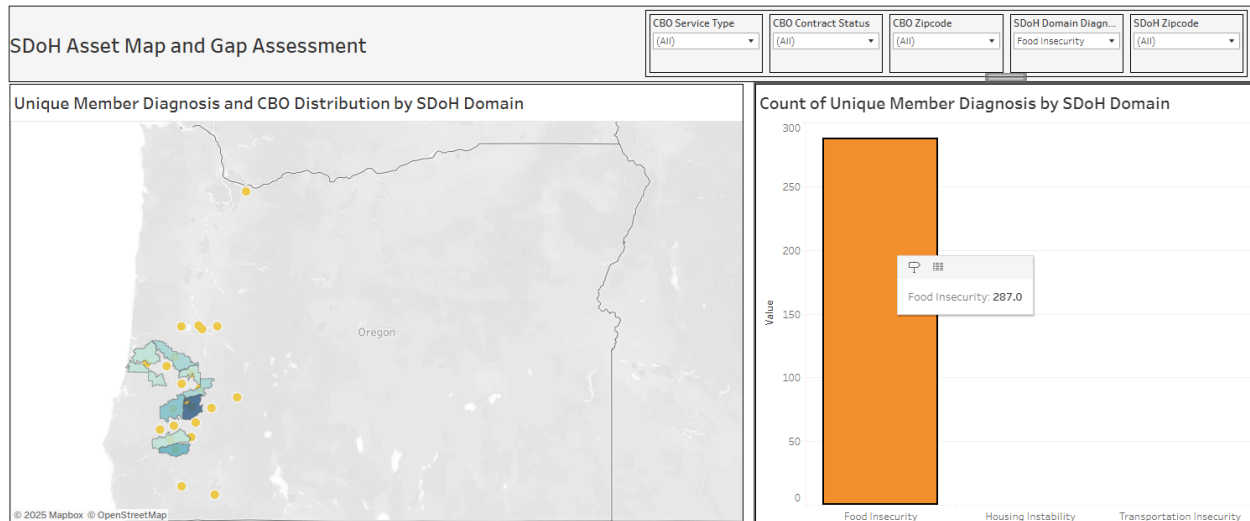 SDoH Asset Map and Gap Assessment
CBO Service Type
(All)
CBO Contract Status
(All)
CBO Zipcode
(All)
SDoH Domain Diagn...
Food Insecurity
SDoH Zipcode
(All)
Unique Member Diagnosis and CBO Distribution by SDoH Domain
Oregon
© 2025 Mapbox © OpenStreetMap
Count of Unique Member Diagnosis by SDoH Domain
300
250
200
150
100
50
0
Value
Food Insecurity: 287.0
Food Insecurity
Housing Instability
Transportation Insecurity